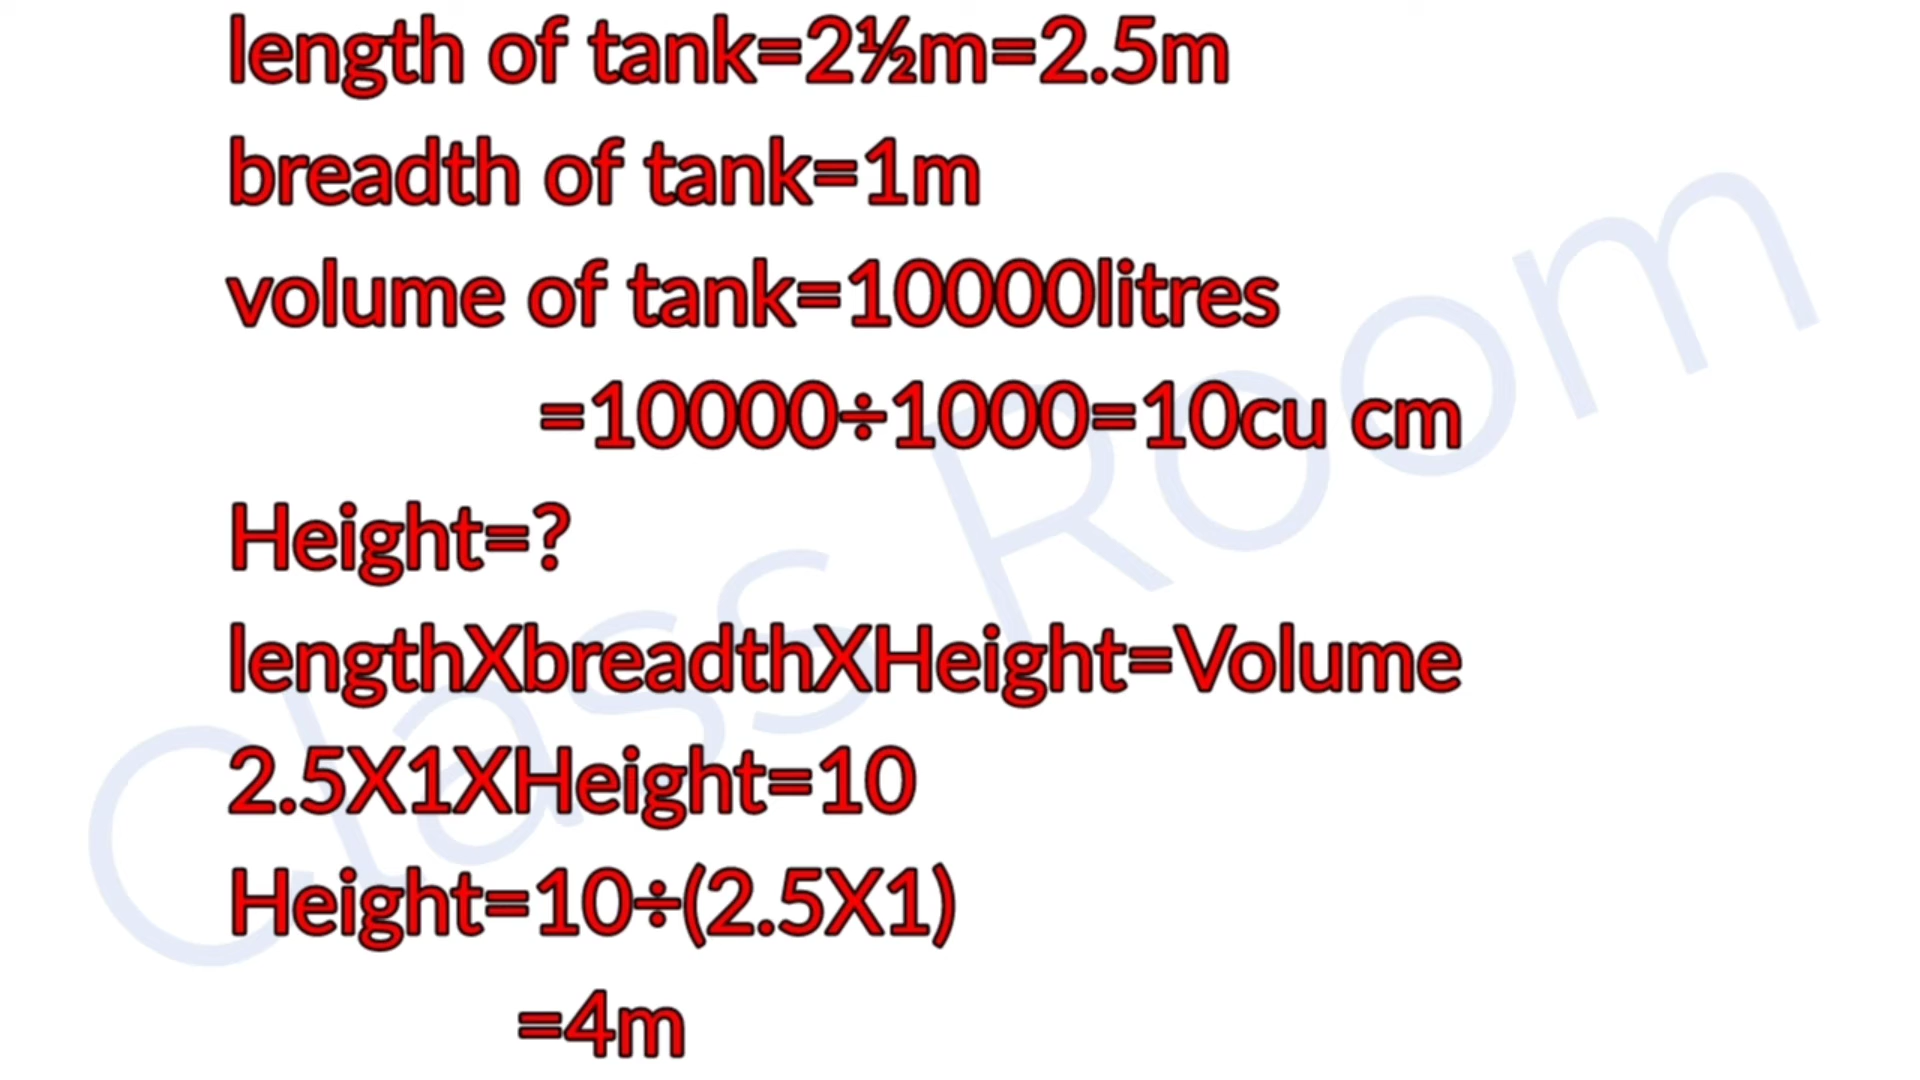 length of tank=2½m=2.5m
breadth of tank=1m
volume of tank=10000litres
=10000÷1000=10cu cm
Height=?
lengthXbreadthXHeight=Volume
2.5X1XHeight=10
Height=10÷(2.5X1)
=4m
Class Room